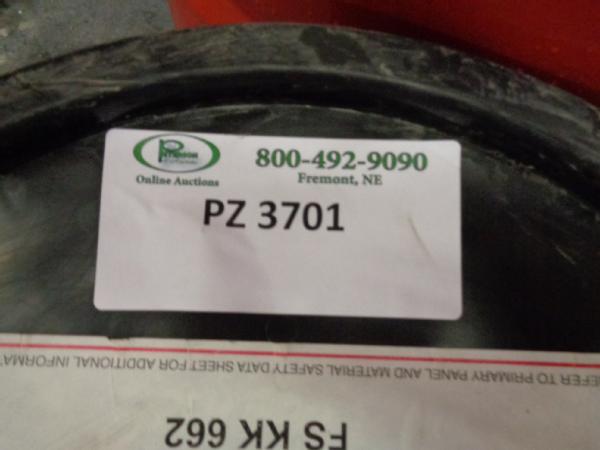 Peterson
800-492-9090
Online Auctions
Fremont, NE
PZ 3701
EFER TO PRIMARY PANEL AND MATERIAL SAFETY DATA SHEET FOR ADDITIONAL INFORMA
FS KK 662